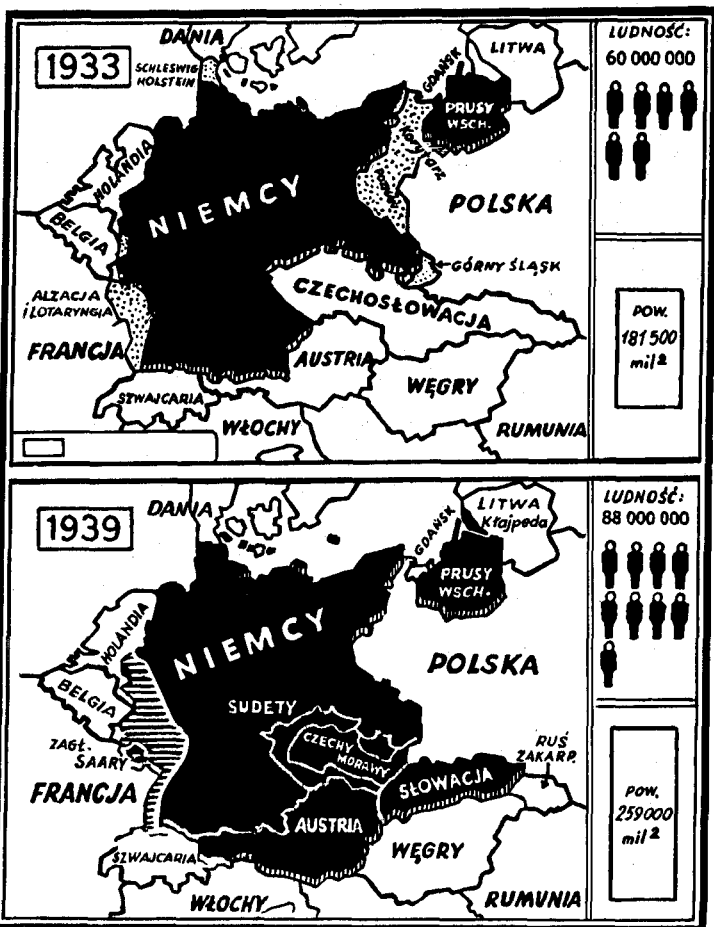 1933
DANIA
SCHLESWIG
HOLSTEIN
GDAŃSK
LITWA
PRUSY
WSCH.
HOLANDIA
NIEMCY
BELGIA
POLSKA
GÓRNY ŚLĄSK
ALZACJA
i LOTARYNGIA
CZECHOSŁOWACJA
FRANCJA
AUSTRIA
WĘGRY
SZWAJCARIA
WŁOCHY
RUMUNIA
LUDNOŚĆ:
60 000 000
POW.
181 500
mil²
1939
DANIA
GDAŃSK
LITWA
Kłajpeda
PRUSY
WSCH.
HOLANDIA
NIEMCY
BELGIA
POLSKA
SUDETY
ZAGŁ.
SAARY
CZECHY
MORAWY
RUŚ
ZAKARP.
SŁOWACJA
FRANCJA
AUSTRIA
WĘGRY
SZWAJCARIA
WŁOCHY
RUMUNIA
LUDNOŚĆ:
88 000 000
POW.
259000
mil²